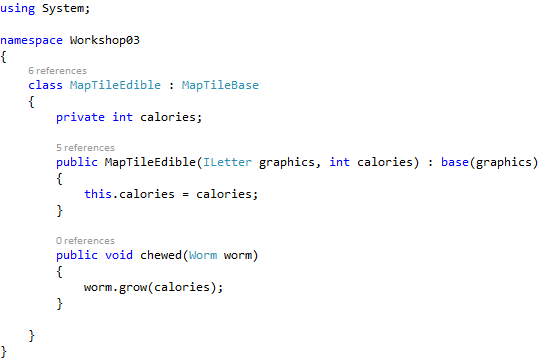 using System;
namespace Workshop03
{
6 references
class MapTileEdible : MapTileBase
{
private int calories;
5 references
public MapTileEdible(ILetter graphics, int calories) : base(graphics)
{
this.calories = calories;
}
0 references
public void chewed(Worm worm)
{
worm.grow(calories);
}
}
}